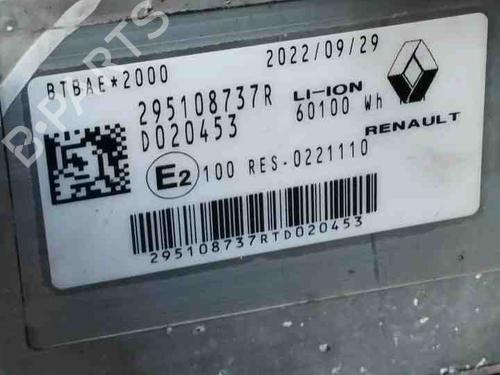 2022/09/29
BTBAE*2000
295108737R
LI-ION
D020453
60100 Wh
RENAULT
E2
100 RES-0221110
295108737RTD020453
B-PARTS